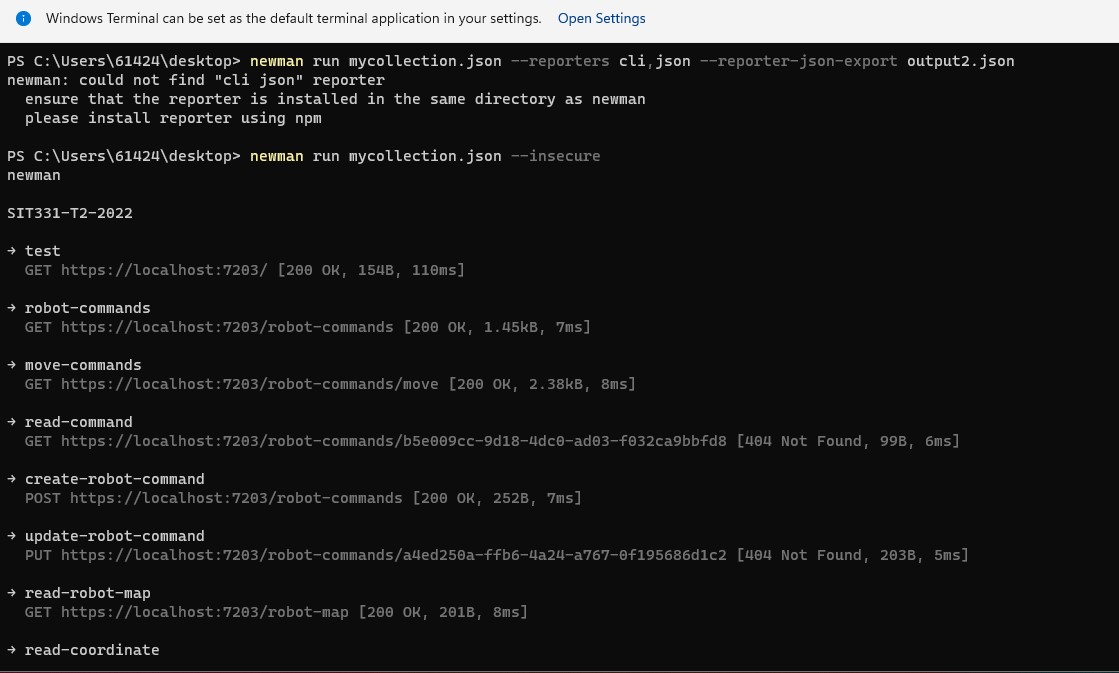 Windows Terminal can be set as the default terminal application in your settings. Open Settings
PS C:\Users\61424\desktop> newman run mycollection.json --reporters cli,json --reporter-json-export output2.json
newman: could not find "cli json" reporter
  ensure that the reporter is installed in the same directory as newman
  please install reporter using npm
PS C:\Users\61424\desktop> newman run mycollection.json --insecure
newman
SIT331-T2-2022
→ test
  GET https://localhost:7203/ [200 OK, 154B, 110ms]
→ robot-commands
  GET https://localhost:7203/robot-commands [200 OK, 1.45kB, 7ms]
→ move-commands
  GET https://localhost:7203/robot-commands/move [200 OK, 2.38kB, 8ms]
→ read-command
  GET https://localhost:7203/robot-commands/b5e009cc-9d18-4dc0-ad03-f032ca9bbfd8 [404 Not Found, 99B, 6ms]
→ create-robot-command
  POST https://localhost:7203/robot-commands [200 OK, 252B, 7ms]
→ update-robot-command
  PUT https://localhost:7203/robot-commands/a4ed250a-ffb6-4a24-a767-0f195686d1c2 [404 Not Found, 203B, 5ms]
→ read-robot-map
  GET https://localhost:7203/robot-map [200 OK, 201B, 8ms]
→ read-coordinate